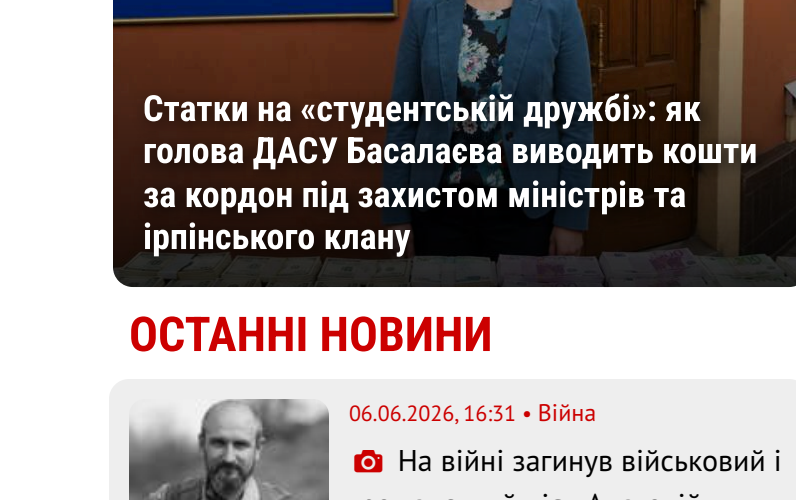 Статки на «студентській дружбі»: як
голова ДАСУ Басалаєва виводить кошти
за кордон під захистом міністрів та
ірпінського клану
ОСТАННІ НОВИНИ
06.06.2026, 16:31 • Війна
На війні загинув військовий і